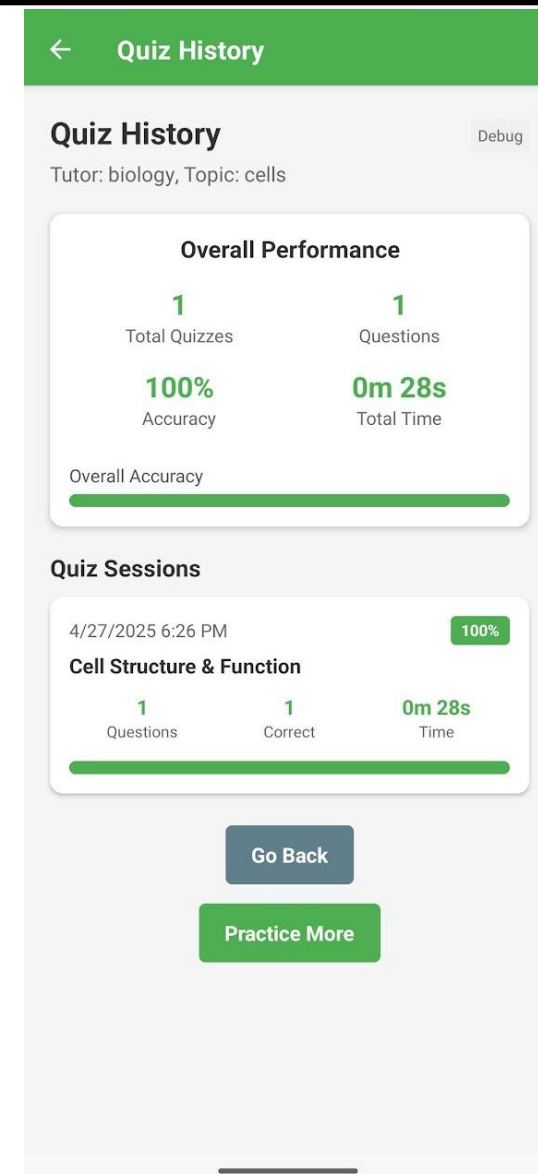 Quiz History
Quiz History
Debug
Tutor: biology, Topic: cells
Overall Performance
1 1
Total Quizzes Questions
100% 0m 28s
Accuracy Total Time
Overall Accuracy
Quiz Sessions
4/27/2025 6:26 PM 100%
Cell Structure & Function
1 1 0m 28s
Questions Correct Time
Go Back
Practice More